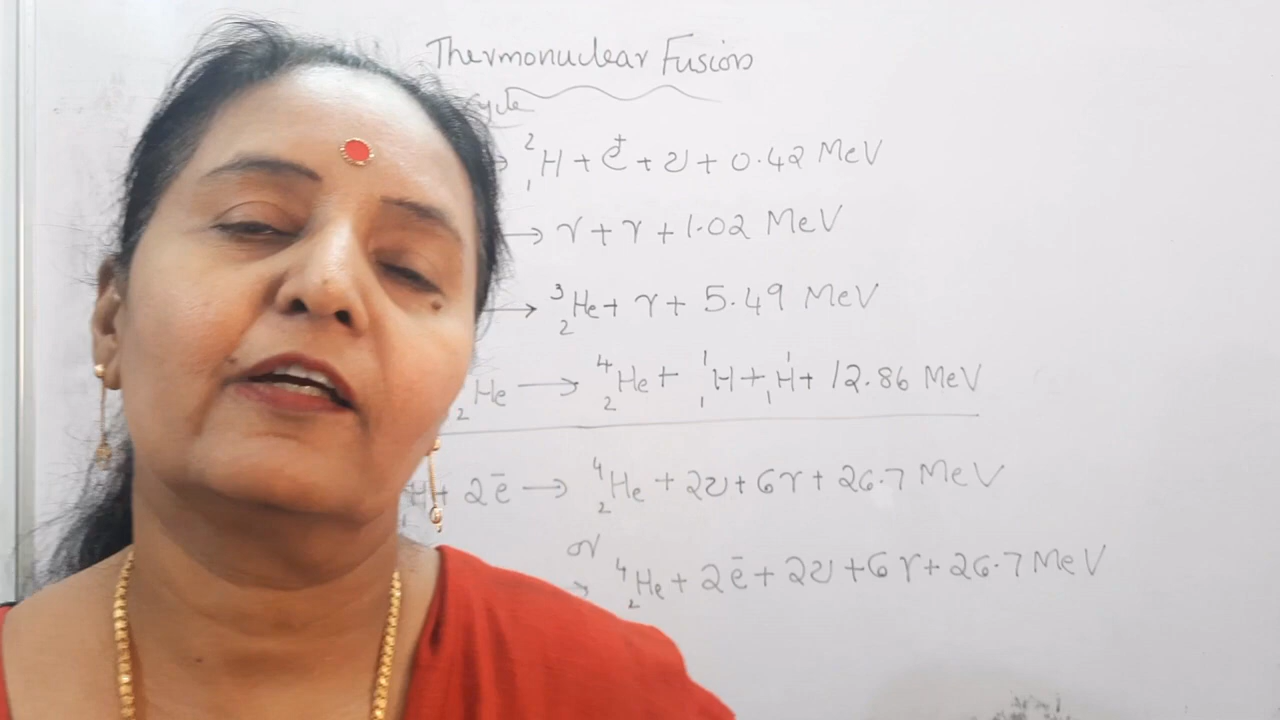 Thermonuclear Fusion
cycle
→ ²₁H + e⁺ + ν + 0.42 MeV
→ γ + γ + 1.02 MeV
→ ³₂He + γ + 5.49 MeV
₂He → ⁴₂He + ¹₁H + ¹₁H + 12.86 MeV
H + 2e̅ → ⁴₂He + 2ν + 6γ + 26.7 MeV
or
→ ⁴₂He + 2e̅ + 2ν + 6γ + 26.7 MeV